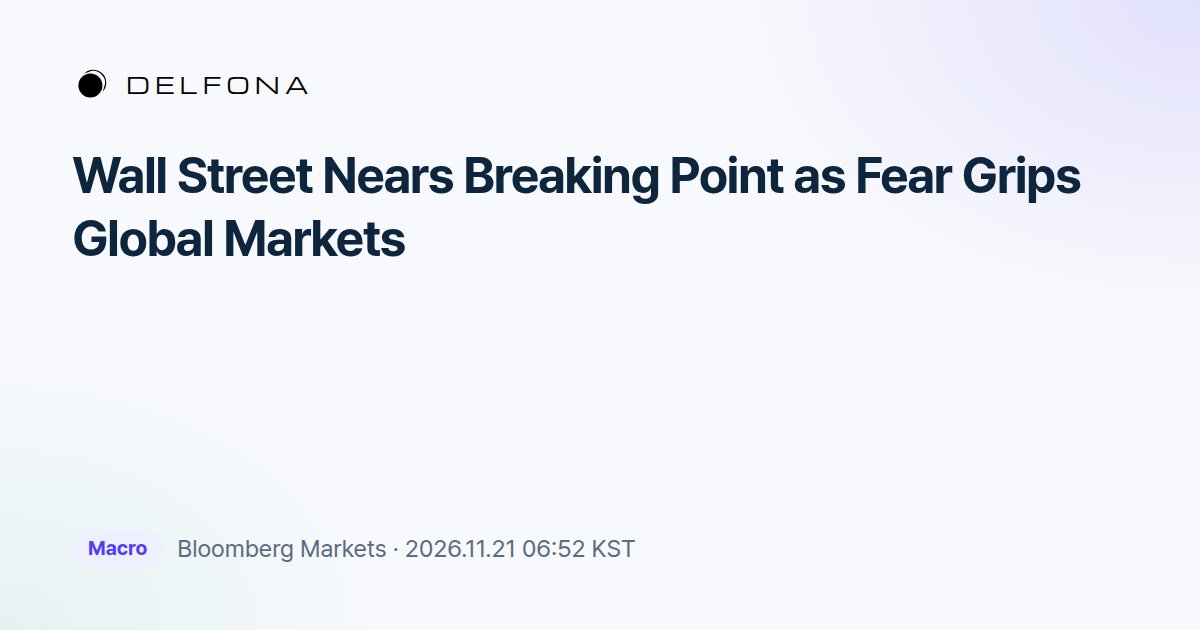 DELFONA
Wall Street Nears Breaking Point as Fear Grips
Global Markets
Macro Bloomberg Markets · 2026.11.21 06:52 KST